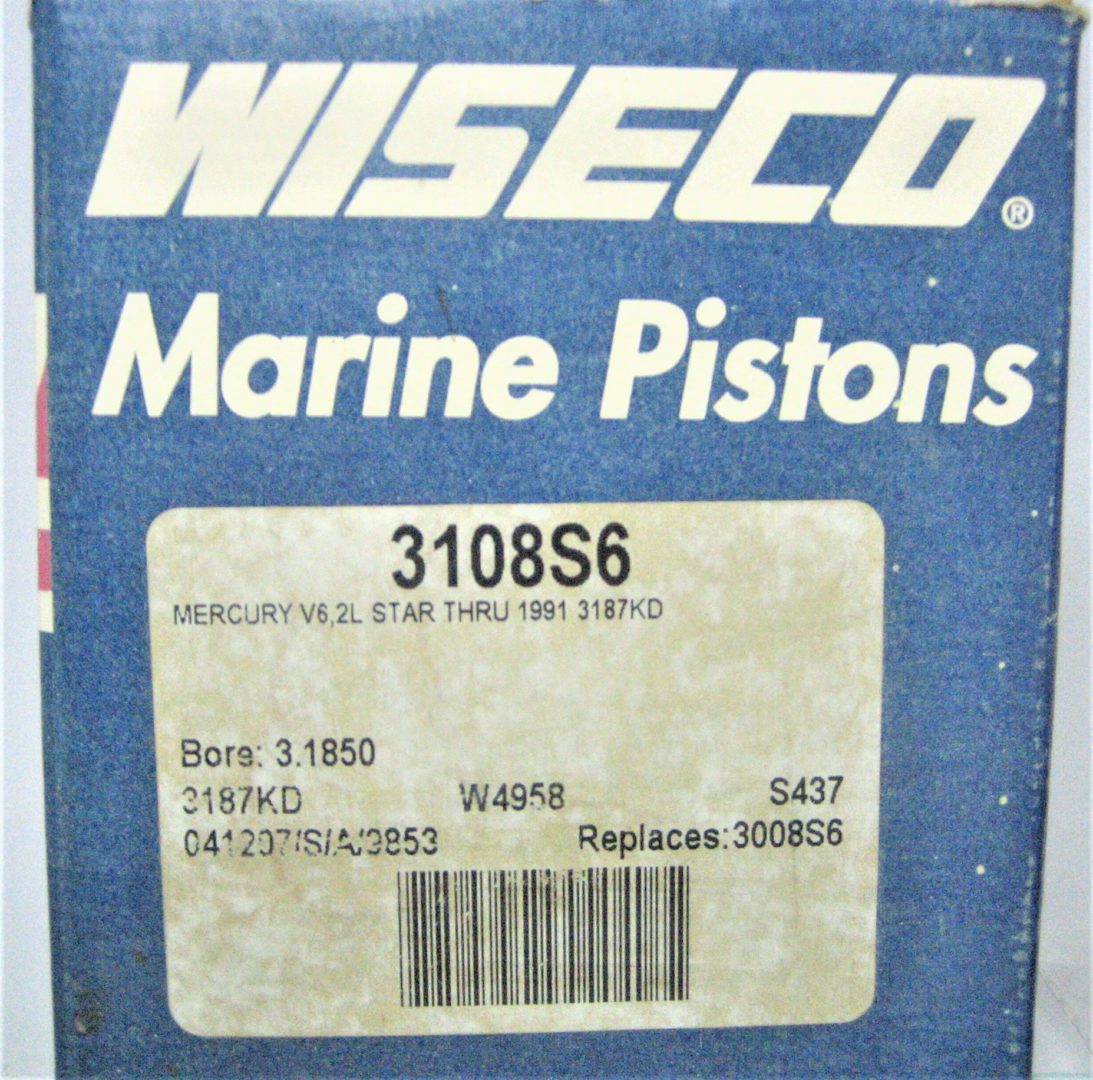 WISECO®
Marine Pistons
3108S6
MERCURY V6,2L STAR THRU 1991 3187KD
Bore: 3.1850
3187KD W4958 S437
041207/S/A/9853 Replaces:3008S6